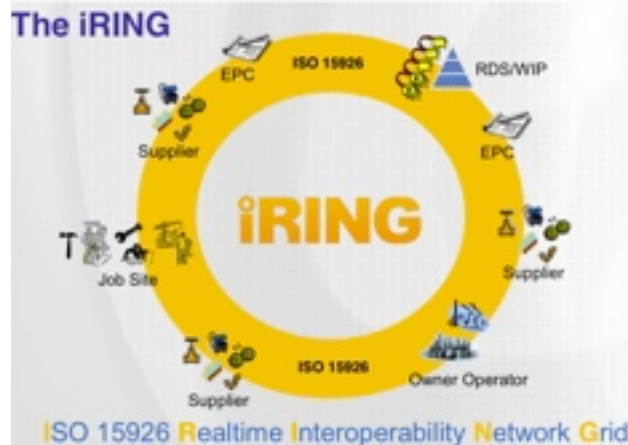 The iRING
ISO 15926
EPC
RDS/WIP
EPC
Supplier
iRING
Supplier
Job Site
ISO 15926
Owner Operator
Supplier
ISO 15926 Realtime Interoperability Network Grid